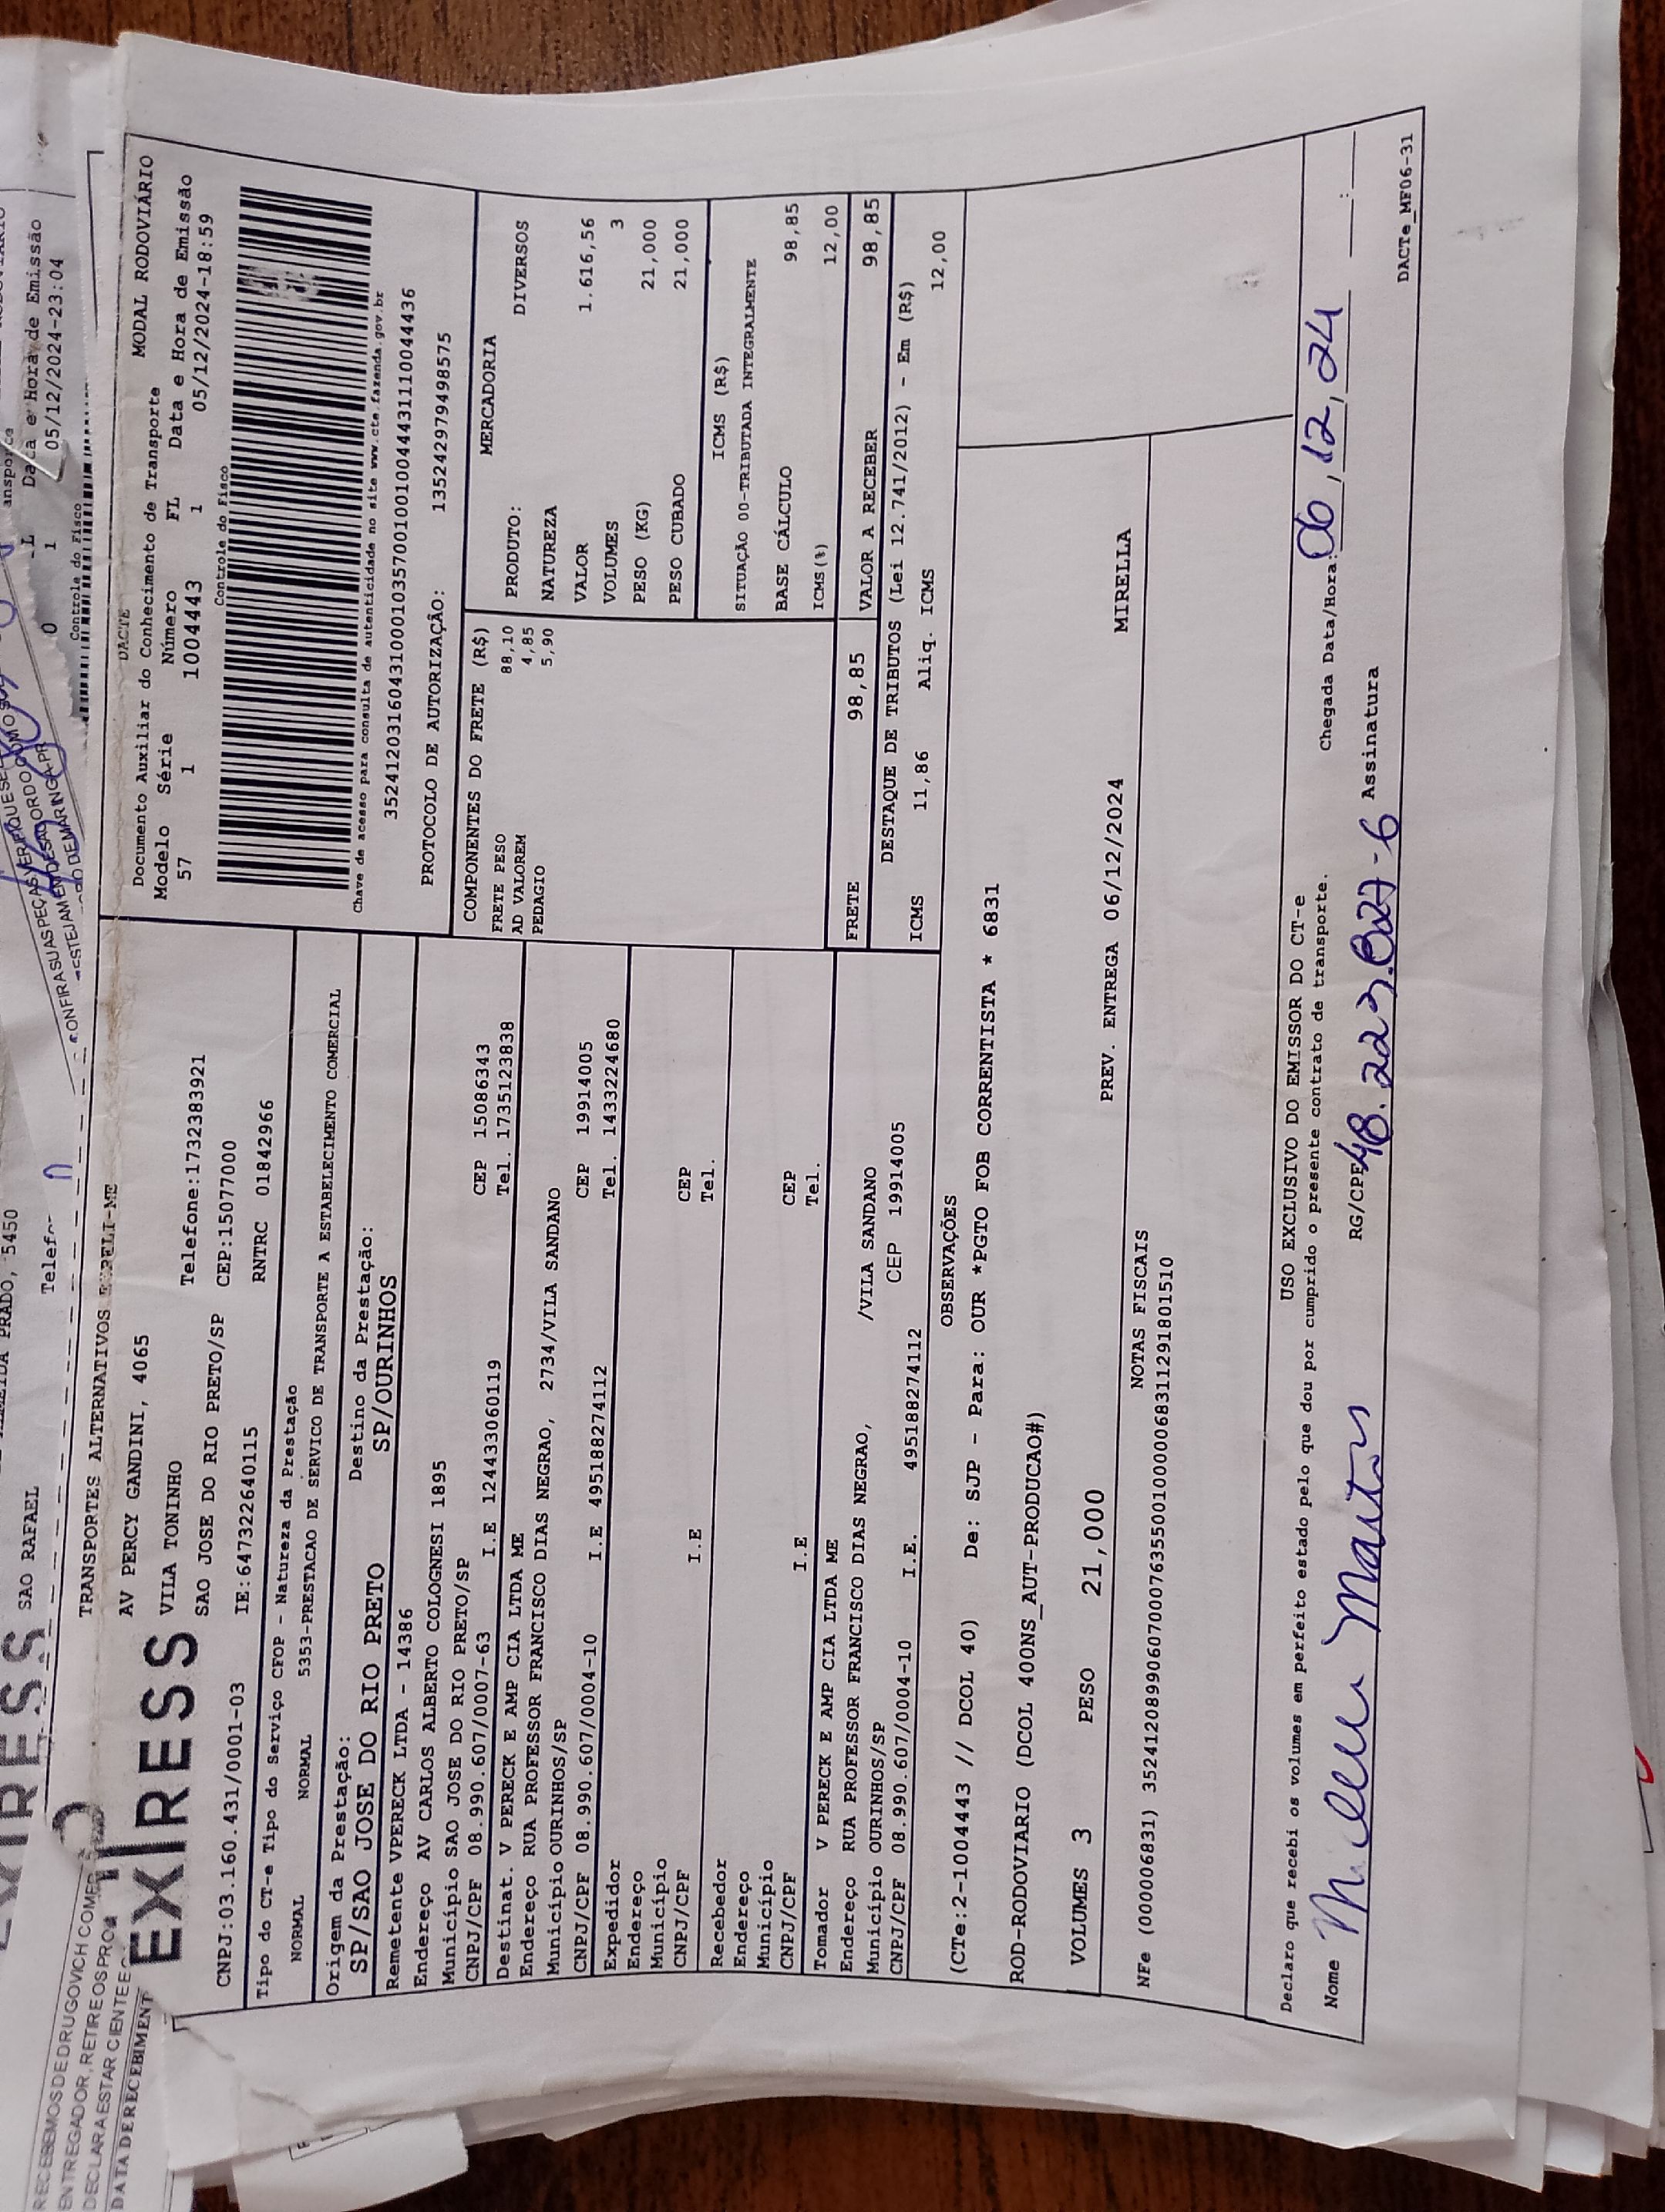 SAO RAFAEL
05/12/2024-23:04
Controle do Fisco
RECEBEMOS DE DRUGOVICH COMER
ENTREGADOR, RETIRE OS PRO
DECLARA ESTAR CIENTE
DATA DE RECEBIMENT
TRANSPORTES ALTERNATIVOS EIRELI-ME
EXPRESS
AV PERCY GANDINI, 4065
VILA TONINHO Telefone:1732383921
SAO JOSE DO RIO PRETO/SP CEP:15077000
CNPJ:03.160.431/0001-03 IE:647322640115 RNTRC 01842966
DACTE
Documento Auxiliar do Conhecimento de Transporte MODAL RODOVIÁRIO
Modelo Série Número FL Data e Hora de Emissão
57 1 1004443 1 05/12/2024-18:59
Controle do Fisco
Chave de acesso para consulta de autenticidade no site www.cte.fazenda.gov.br
35241203160431000103570010010044431110044436
PROTOCOLO DE AUTORIZAÇÃO: 135242979498575
Tipo do CT-e Tipo do Serviço CFOP - Natureza da Prestação
NORMAL NORMAL 5353-PRESTACAO DE SERVICO DE TRANSPORTE A ESTABELECIMENTO COMERCIAL
Origem da Prestação: Destino da Prestação:
SP/SAO JOSE DO RIO PRETO SP/OURINHOS
Remetente VPERECK LTDA - 14386
Endereço AV CARLOS ALBERTO COLOGNESI 1895
Município SAO JOSE DO RIO PRETO/SP CEP 15086343
CNPJ/CPF 08.990.607/0007-63 I.E 124433060119 Tel. 1735123838
Destinat. V PERECK E AMP CIA LTDA ME
Endereço RUA PROFESSOR FRANCISCO DIAS NEGRAO, 2734/VILA SANDANO
Município OURINHOS/SP CEP 19914005
CNPJ/CPF 08.990.607/0004-10 I.E 495188274112 Tel. 1433224680
Expedidor
Endereço
Município CEP
CNPJ/CPF I.E Tel.
Recebedor
Endereço
Município CEP
CNPJ/CPF I.E Tel.
Tomador V PERECK E AMP CIA LTDA ME
Endereço RUA PROFESSOR FRANCISCO DIAS NEGRAO, /VILA SANDANO
Município OURINHOS/SP CEP 19914005
CNPJ/CPF 08.990.607/0004-10 I.E. 495188274112
COMPONENTES DO FRETE (R$)
FRETE PESO 88,10
AD VALOREM 4,85
PEDAGIO 5,90
MERCADORIA
PRODUTO: DIVERSOS
NATUREZA
VALOR 1.616,56
VOLUMES 3
PESO (KG) 21,000
PESO CUBADO 21,000
ICMS (R$)
SITUAÇÃO 00-TRIBUTADA INTEGRALMENTE
BASE CÁLCULO 98,85
ICMS(%) 12,00
FRETE 98,85 VALOR A RECEBER 98,85
DESTAQUE DE TRIBUTOS (Lei 12.741/2012) - Em (R$)
ICMS 11,86 Aliq. ICMS 12,00
OBSERVAÇÕES
(CTe:2-1004443 // DCOL 40) De: SJP - Para: OUR *PGTO FOB CORRENTISTA * 6831
ROD-RODOVIARIO (DCOL 400NS_AUT-PRODUCAO#)
VOLUMES 3 PESO 21,000 PREV. ENTREGA 06/12/2024 MIRELLA
NOTAS FISCAIS
NFe (000006831) 35241208990607000763550010000068311291801510
USO EXCLUSIVO DO EMISSOR DO CT-e
Declaro que recebi os volumes em perfeito estado pelo que dou por cumprido o presente contrato de transporte. Chegada Data/Hora: 06,12,24 :
Nome RG/CPF 48.223.827-6 Assinatura
DACTe_MF06-31